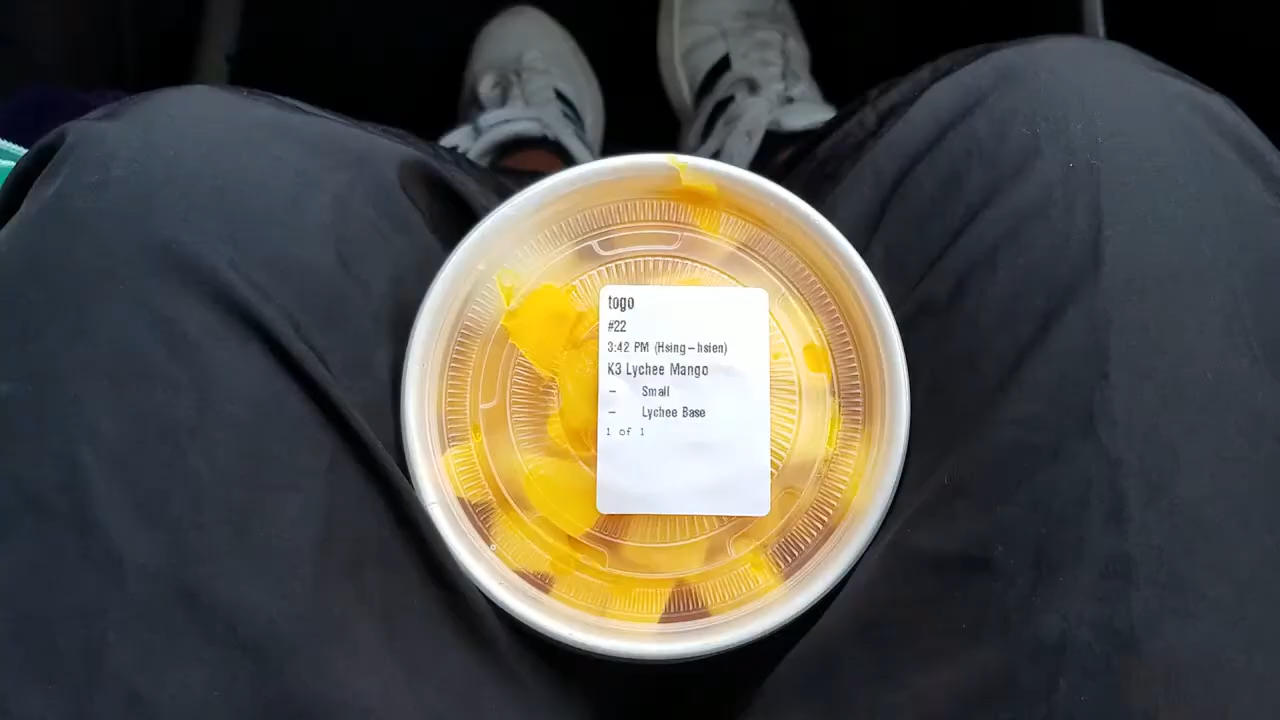 togo
#22
3:42 PM (Hsing-hsien)
K3 Lychee Mango
- Small
- Lychee Base
1 of 1